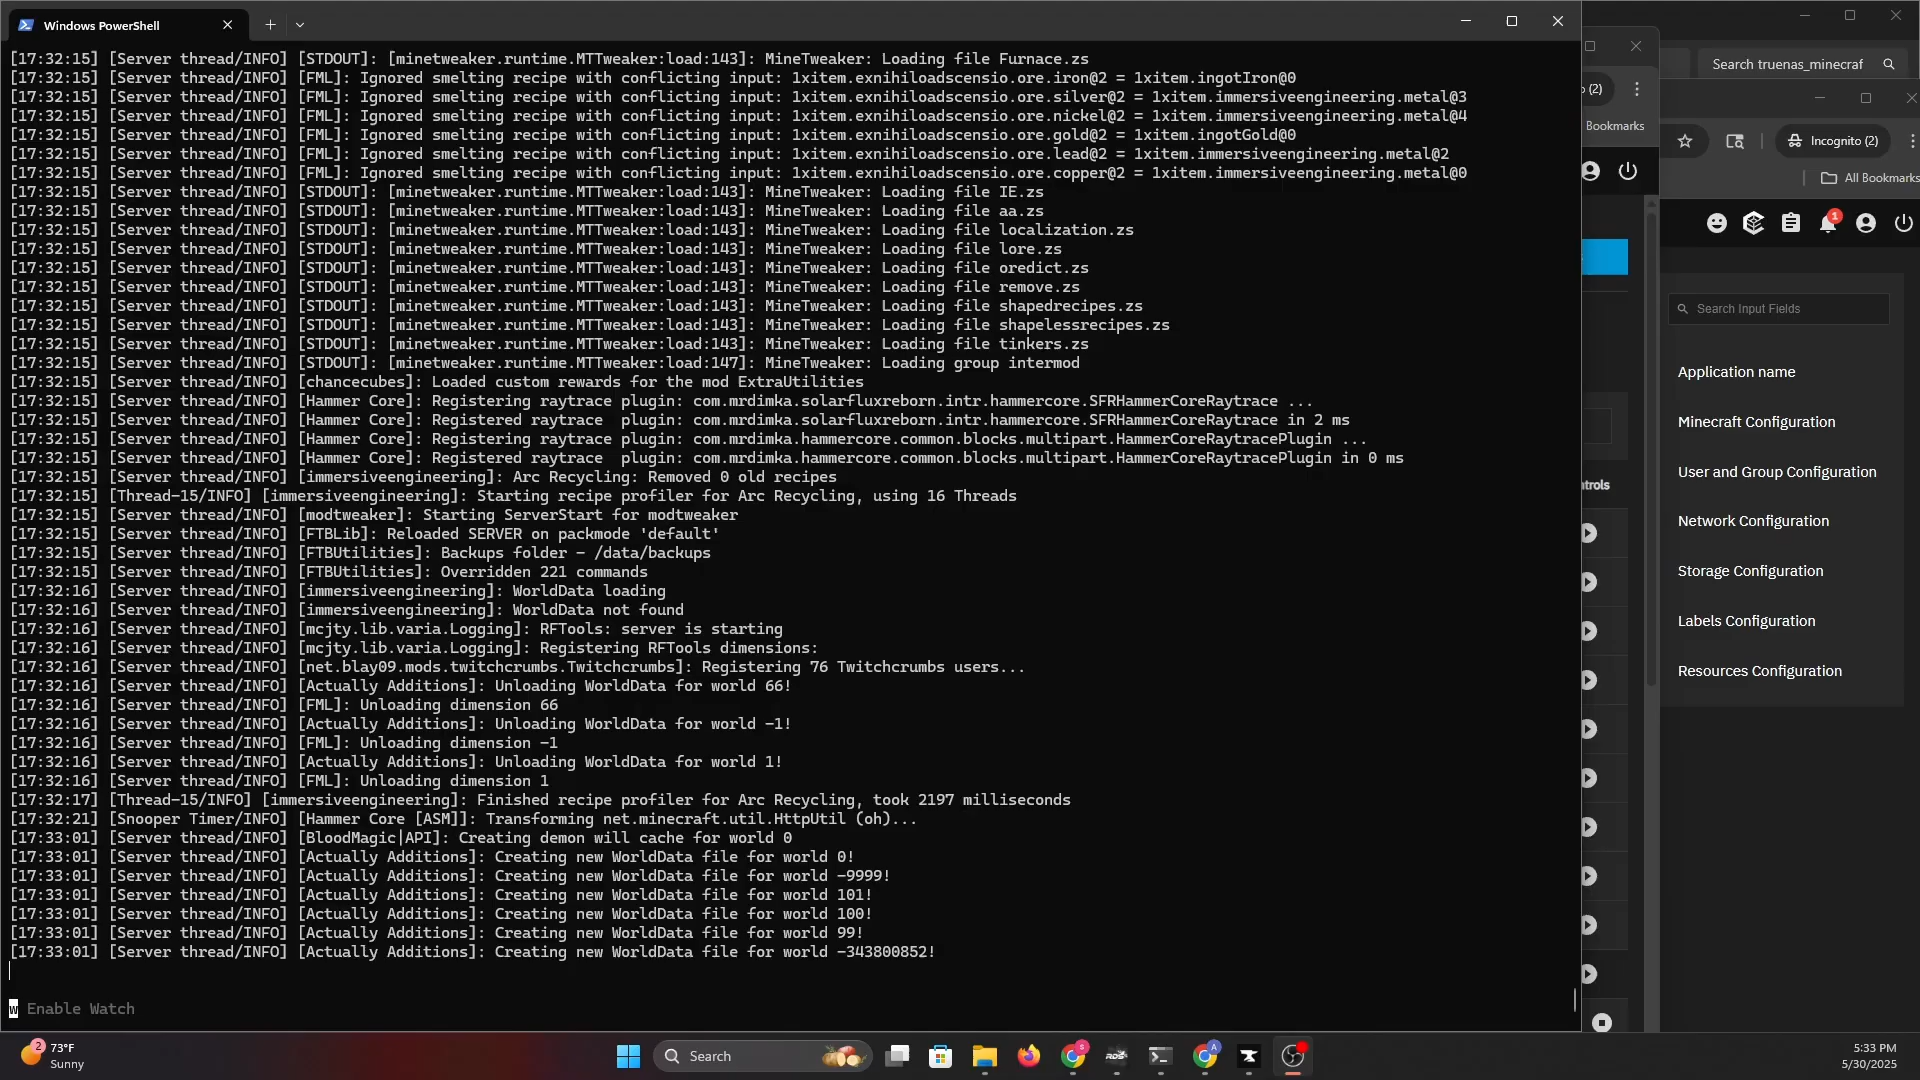 Windows PowerShell
[17:32:15] [Server thread/INFO] [STDOUT]: [minetweaker.runtime.MTTweaker:load:143]: MineTweaker: Loading file Furnace.zs
[17:32:15] [Server thread/INFO] [FML]: Ignored smelting recipe with conflicting input: 1xitem.exnihiloadscensio.ore.iron@2 = 1xitem.ingotIron@0
[17:32:15] [Server thread/INFO] [FML]: Ignored smelting recipe with conflicting input: 1xitem.exnihiloadscensio.ore.silver@2 = 1xitem.immersiveengineering.metal@3
[17:32:15] [Server thread/INFO] [FML]: Ignored smelting recipe with conflicting input: 1xitem.exnihiloadscensio.ore.nickel@2 = 1xitem.immersiveengineering.metal@4
[17:32:15] [Server thread/INFO] [FML]: Ignored smelting recipe with conflicting input: 1xitem.exnihiloadscensio.ore.gold@2 = 1xitem.ingotGold@0
[17:32:15] [Server thread/INFO] [FML]: Ignored smelting recipe with conflicting input: 1xitem.exnihiloadscensio.ore.lead@2 = 1xitem.immersiveengineering.metal@2
[17:32:15] [Server thread/INFO] [FML]: Ignored smelting recipe with conflicting input: 1xitem.exnihiloadscensio.ore.copper@2 = 1xitem.immersiveengineering.metal@0
[17:32:15] [Server thread/INFO] [STDOUT]: [minetweaker.runtime.MTTweaker:load:143]: MineTweaker: Loading file IE.zs
[17:32:15] [Server thread/INFO] [STDOUT]: [minetweaker.runtime.MTTweaker:load:143]: MineTweaker: Loading file aa.zs
[17:32:15] [Server thread/INFO] [STDOUT]: [minetweaker.runtime.MTTweaker:load:143]: MineTweaker: Loading file localization.zs
[17:32:15] [Server thread/INFO] [STDOUT]: [minetweaker.runtime.MTTweaker:load:143]: MineTweaker: Loading file lore.zs
[17:32:15] [Server thread/INFO] [STDOUT]: [minetweaker.runtime.MTTweaker:load:143]: MineTweaker: Loading file oredict.zs
[17:32:15] [Server thread/INFO] [STDOUT]: [minetweaker.runtime.MTTweaker:load:143]: MineTweaker: Loading file remove.zs
[17:32:15] [Server thread/INFO] [STDOUT]: [minetweaker.runtime.MTTweaker:load:143]: MineTweaker: Loading file shapedrecipes.zs
[17:32:15] [Server thread/INFO] [STDOUT]: [minetweaker.runtime.MTTweaker:load:143]: MineTweaker: Loading file shapelessrecipes.zs
[17:32:15] [Server thread/INFO] [STDOUT]: [minetweaker.runtime.MTTweaker:load:143]: MineTweaker: Loading file tinkers.zs
[17:32:15] [Server thread/INFO] [STDOUT]: [minetweaker.runtime.MTTweaker:load:147]: MineTweaker: Loading group intermod
[17:32:15] [Server thread/INFO] [chancecubes]: Loaded custom rewards for the mod ExtraUtilities
[17:32:15] [Server thread/INFO] [Hammer Core]: Registering raytrace plugin: com.mrdimka.solarfluxreborn.intr.hammercore.SFRHammerCoreRaytrace ...
[17:32:15] [Server thread/INFO] [Hammer Core]: Registered raytrace  plugin: com.mrdimka.solarfluxreborn.intr.hammercore.SFRHammerCoreRaytrace in 2 ms
[17:32:15] [Server thread/INFO] [Hammer Core]: Registering raytrace plugin: com.mrdimka.hammercore.common.blocks.multipart.HammerCoreRaytracePlugin ...
[17:32:15] [Server thread/INFO] [Hammer Core]: Registered raytrace  plugin: com.mrdimka.hammercore.common.blocks.multipart.HammerCoreRaytracePlugin in 0 ms
[17:32:15] [Server thread/INFO] [immersiveengineering]: Arc Recycling: Removed 0 old recipes
[17:32:15] [Thread-15/INFO] [immersiveengineering]: Starting recipe profiler for Arc Recycling, using 16 Threads
[17:32:15] [Server thread/INFO] [modtweaker]: Starting ServerStart for modtweaker
[17:32:15] [Server thread/INFO] [FTBLib]: Reloaded SERVER on packmode 'default'
[17:32:15] [Server thread/INFO] [FTBUtilities]: Backups folder - /data/backups
[17:32:15] [Server thread/INFO] [FTBUtilities]: Overridden 221 commands
[17:32:16] [Server thread/INFO] [immersiveengineering]: WorldData loading
[17:32:16] [Server thread/INFO] [immersiveengineering]: WorldData not found
[17:32:16] [Server thread/INFO] [mcjty.lib.varia.Logging]: RFTools: server is starting
[17:32:16] [Server thread/INFO] [mcjty.lib.varia.Logging]: Registering RFTools dimensions:
[17:32:16] [Server thread/INFO] [net.blay09.mods.twitchcrumbs.Twitchcrumbs]: Registering 76 Twitchcrumbs users...
[17:32:16] [Server thread/INFO] [Actually Additions]: Unloading WorldData for world 66!
[17:32:16] [Server thread/INFO] [FML]: Unloading dimension 66
[17:32:16] [Server thread/INFO] [Actually Additions]: Unloading WorldData for world -1!
[17:32:16] [Server thread/INFO] [FML]: Unloading dimension -1
[17:32:16] [Server thread/INFO] [Actually Additions]: Unloading WorldData for world 1!
[17:32:16] [Server thread/INFO] [FML]: Unloading dimension 1
[17:32:17] [Thread-15/INFO] [immersiveengineering]: Finished recipe profiler for Arc Recycling, took 2197 milliseconds
[17:32:21] [Snooper Timer/INFO] [Hammer Core [ASM]]: Transforming net.minecraft.util.HttpUtil (oh)...
[17:33:01] [Server thread/INFO] [BloodMagic|API]: Creating demon will cache for world 0
[17:33:01] [Server thread/INFO] [Actually Additions]: Creating new WorldData file for world 0!
[17:33:01] [Server thread/INFO] [Actually Additions]: Creating new WorldData file for world -9999!
[17:33:01] [Server thread/INFO] [Actually Additions]: Creating new WorldData file for world 101!
[17:33:01] [Server thread/INFO] [Actually Additions]: Creating new WorldData file for world 100!
[17:33:01] [Server thread/INFO] [Actually Additions]: Creating new WorldData file for world 99!
[17:33:01] [Server thread/INFO] [Actually Additions]: Creating new WorldData file for world -343800852!
w Enable Watch
Search truenas_minecraf
(2)
Bookmarks
Incognito (2)
All Bookmarks
1
Search Input Fields
Application name
Minecraft Configuration
User and Group Configuration
ntrols
Network Configuration
Storage Configuration
Labels Configuration
Resources Configuration
2
73°F
Sunny
Search
S
RDS
A
5:33 PM
5/30/2025